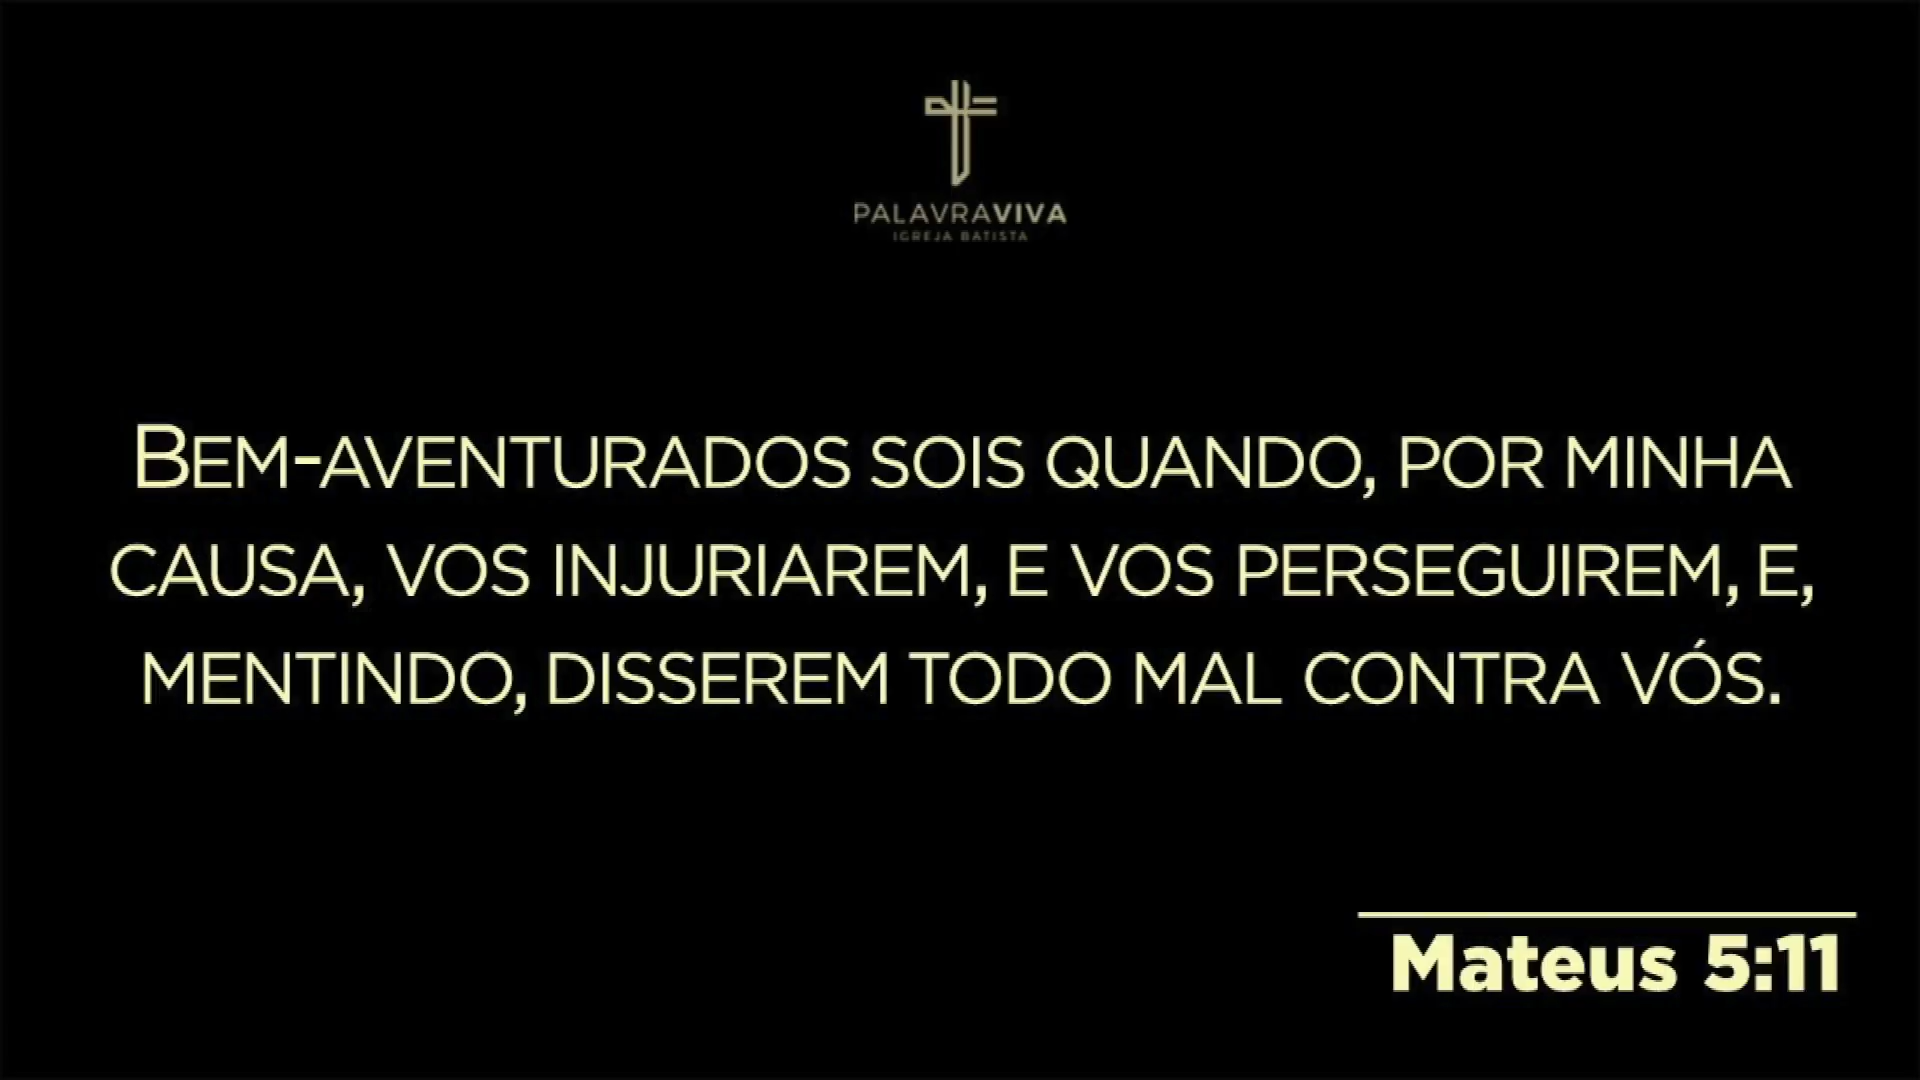 PALAVRAVIVA
IGREJA BATISTA
BEM-AVENTURADOS SOIS QUANDO, POR MINHA
CAUSA, VOS INJURIAREM, E VOS PERSEGUIREM, E,
MENTINDO, DISSEREM TODO MAL CONTRA VÓS.
Mateus 5:11